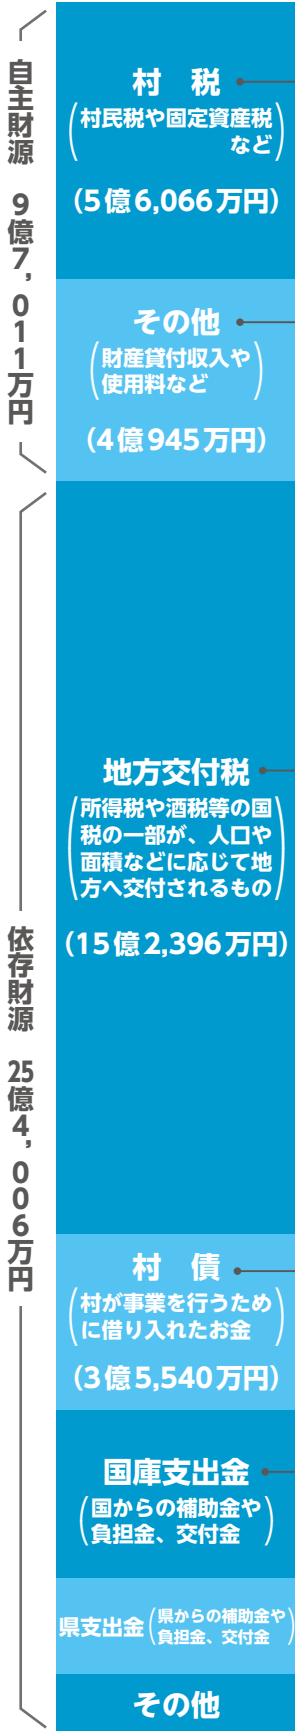 自主財源　9億7,011万円
村　税
（村民税や固定資産税
など）
（5億6,066万円）
その他
（財産貸付収入や
使用料など）
（4億945万円）
依存財源　25億4,006万円
地方交付税
（所得税や酒税等の国
税の一部が、人口や
面積などに応じて地
方へ交付されるもの）
（15億2,396万円）
村　債
（村が事業を行うため
に借り入れたお金）
（3億5,540万円）
国庫支出金
（国からの補助金や
負担金、交付金）
県支出金（県からの補助金や
負担金、交付金）
その他